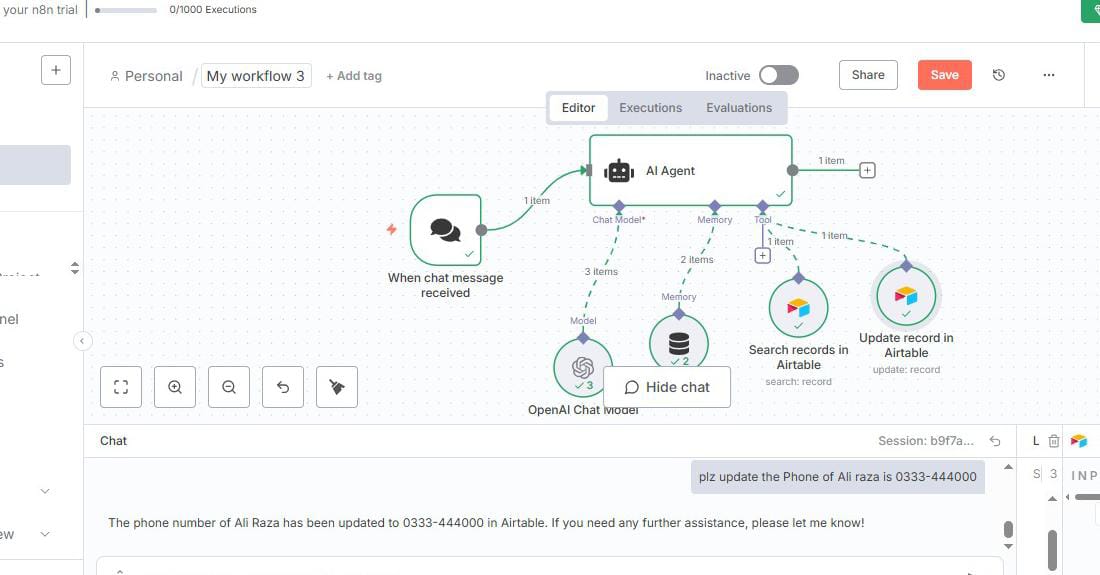 your n8n trial
0/1000 Executions
Personal / My workflow 3 + Add tag
Inactive
Share
Save
Editor Executions Evaluations
AI Agent
1 item
1 item
Chat Model*
Memory
Tool
1 item
1 item
When chat message
received
3 items
2 items
Model
Memory
3
2
OpenAI Chat Model
Search records in
Airtable
search: record
Update record in
Airtable
update: record
nel
s
ew
Hide chat
Chat
Session: b9f7a...
L
S 3
INP
plz update the Phone of Ali raza is 0333-444000
The phone number of Ali Raza has been updated to 0333-444000 in Airtable. If you need any further assistance, please let me know!